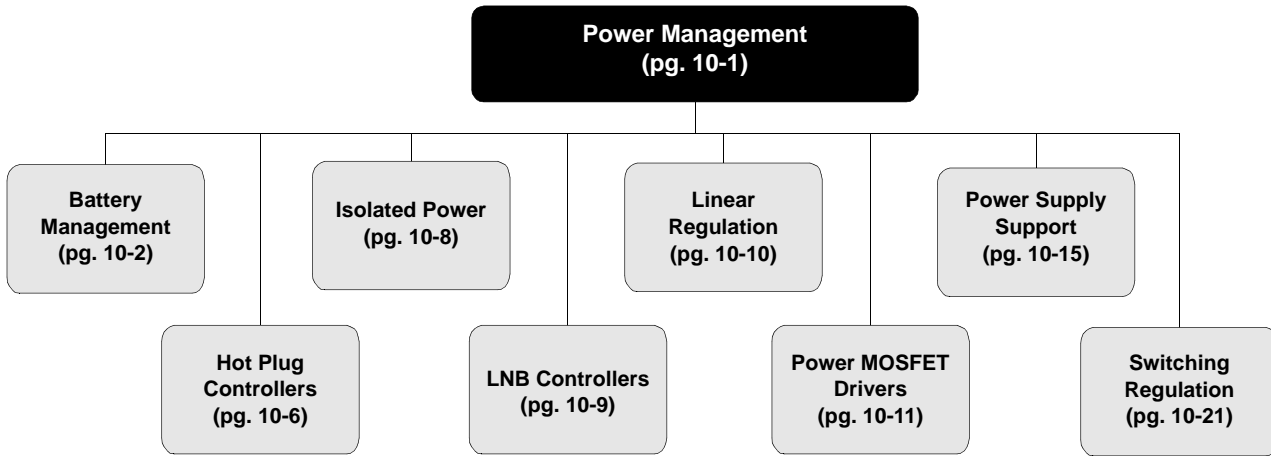 Power Management
(pg. 10-1)
Battery
Management
(pg. 10-2)
Isolated Power
(pg. 10-8)
Linear
Regulation
(pg. 10-10)
Power Supply
Support
(pg. 10-15)
Hot Plug
Controllers
(pg. 10-6)
LNB Controllers
(pg. 10-9)
Power MOSFET
Drivers
(pg. 10-11)
Switching
Regulation
(pg. 10-21)